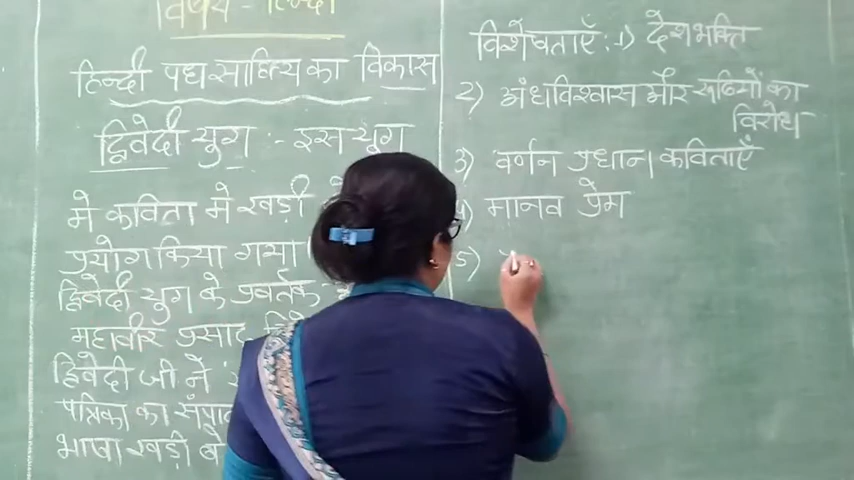 विषय - हिन्दी
हिन्दी पद्य साहित्य का विकास
द्विवेदी युग :- इस युग
मे कविता मे खड़ी
प्रयोग किया गया।
द्विवेदी युग के प्रवर्तक
महावीर प्रसाद
द्विवेदी जी ने
पत्रिका का
भाषा खड़ी
विशेषताएँ :- 1) देशभक्ति
2) अंधविश्वास और रूढियों का
विरोध
3) वर्णन प्रधान कविताएँ
4) मानव प्रेम
5)